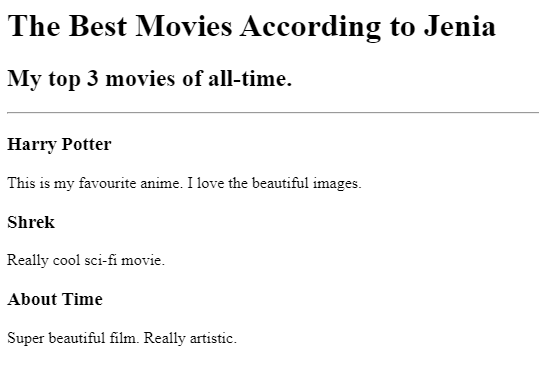 The Best Movies According to Jenia
My top 3 movies of all-time.
Harry Potter
This is my favourite anime. I love the beautiful images.
Shrek
Really cool sci-fi movie.
About Time
Super beautiful film. Really artistic.